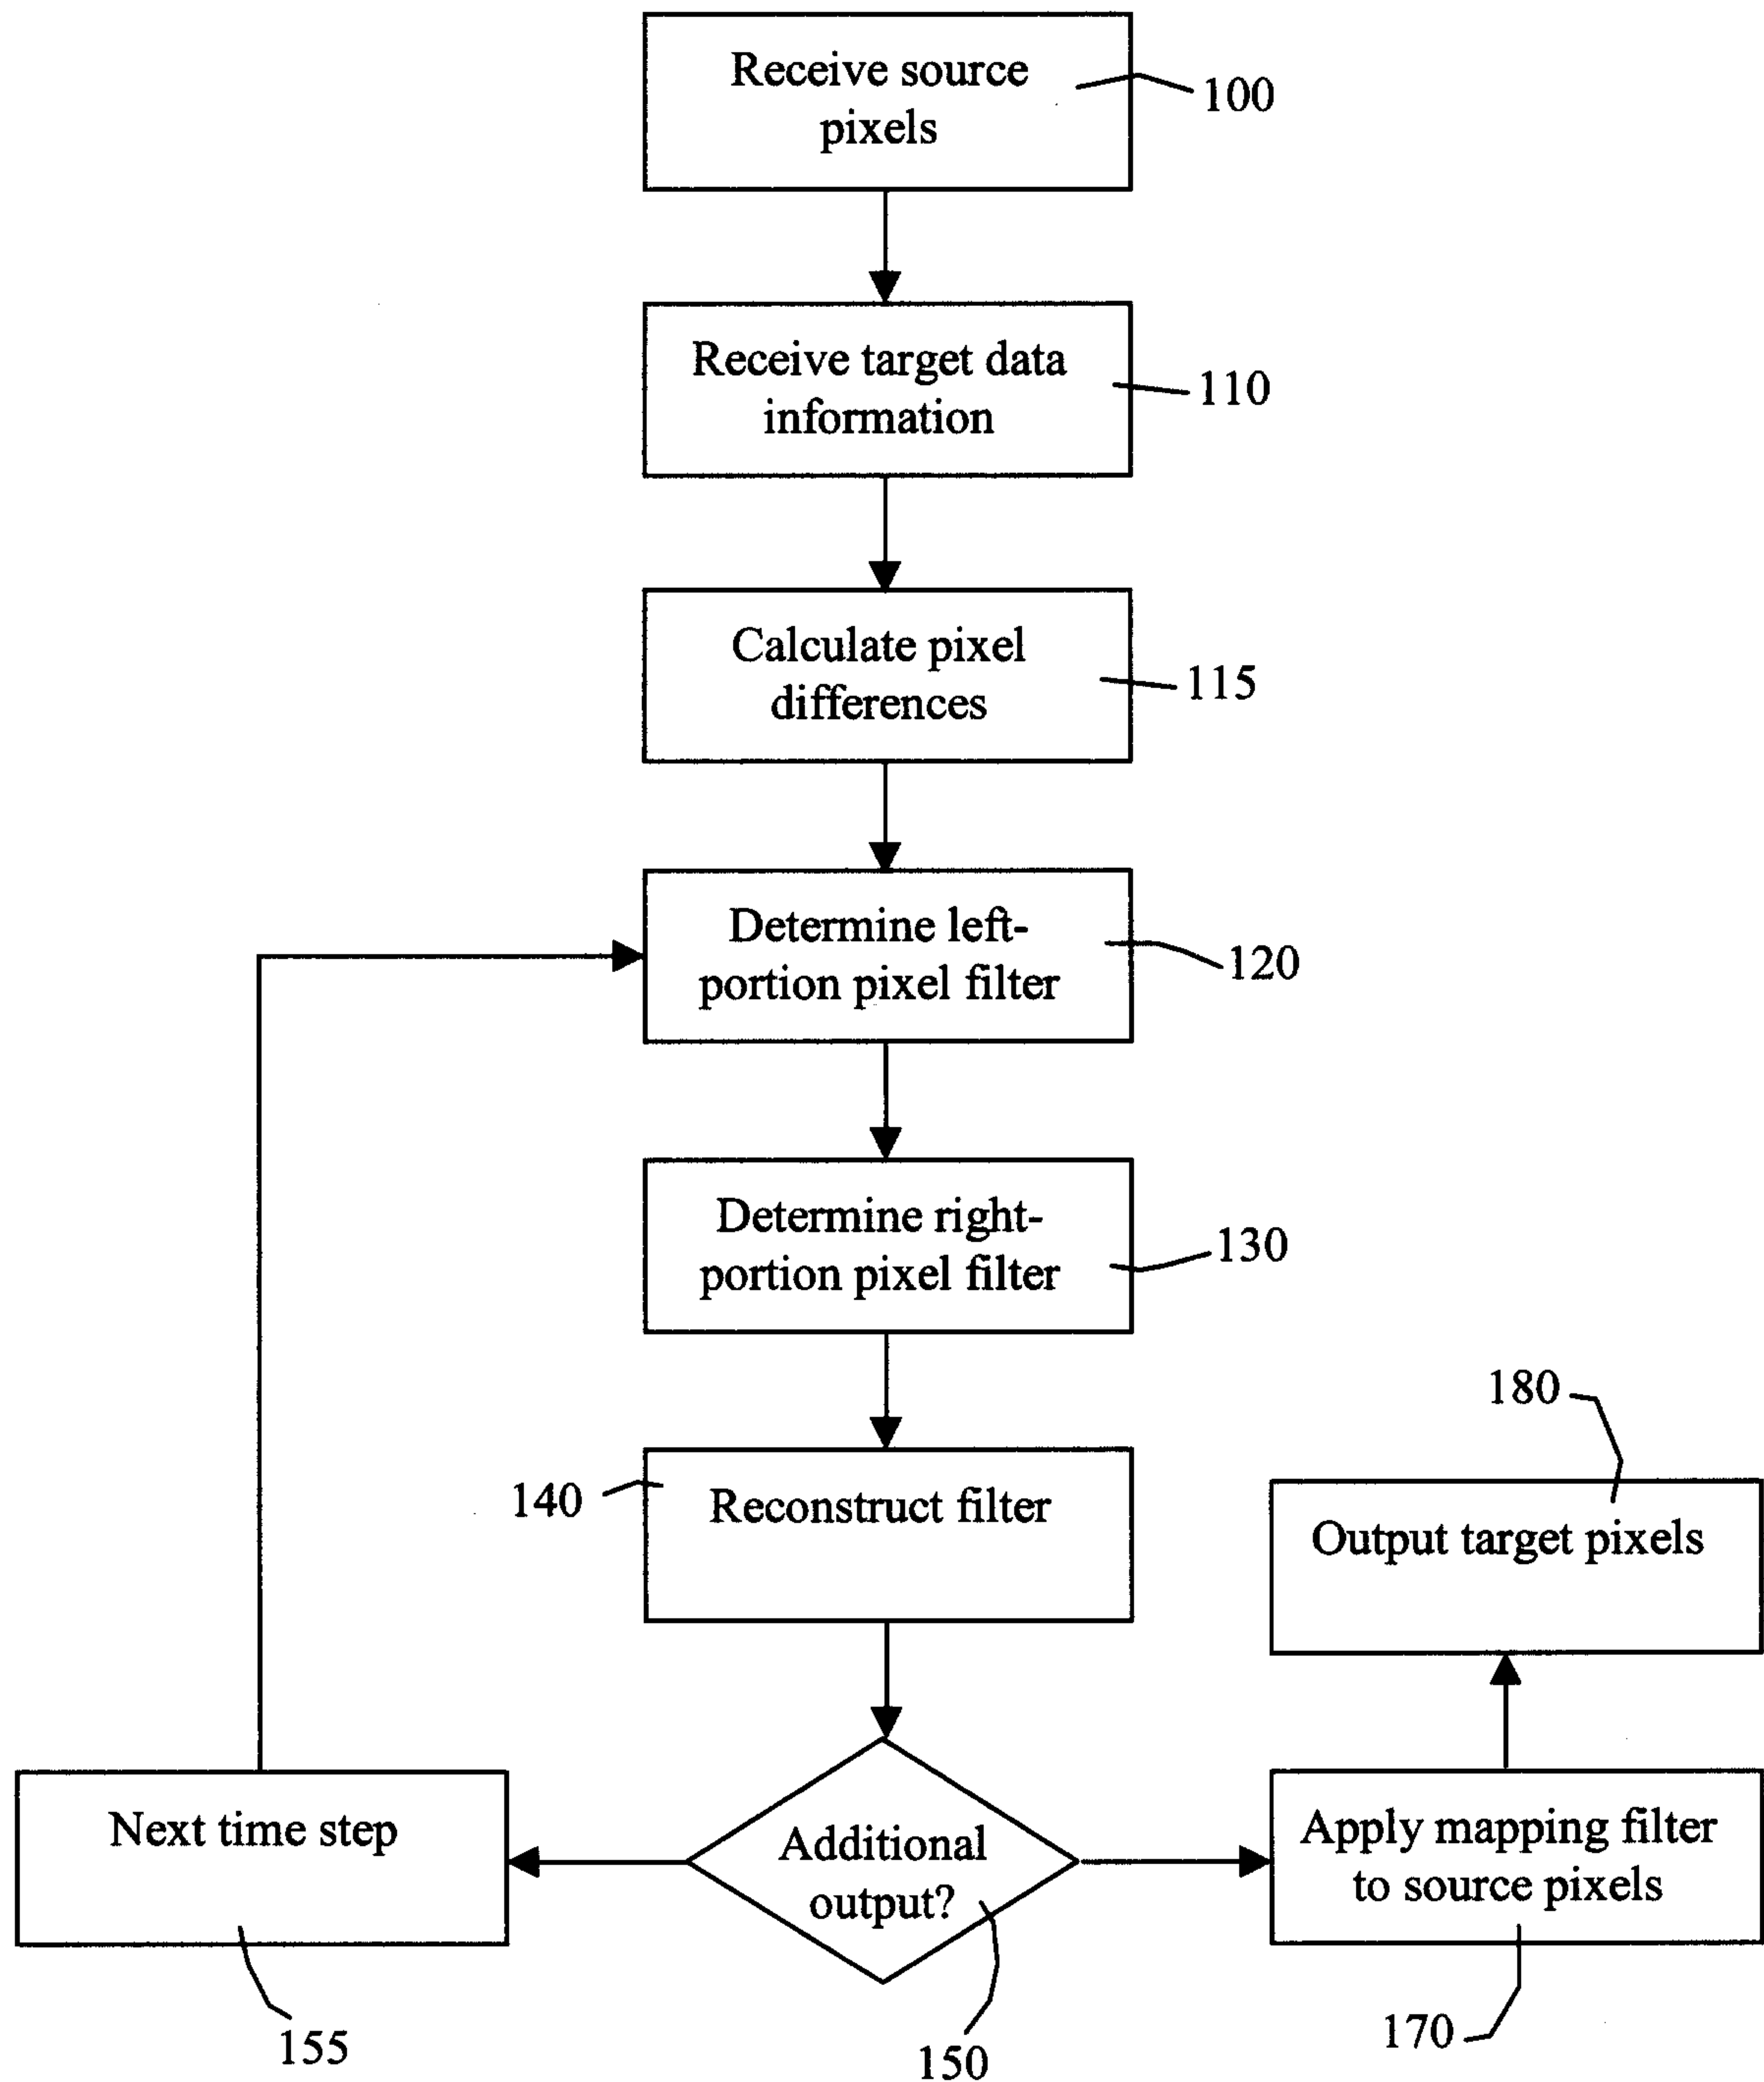 Receive source
pixels
100
Receive target data
information
110
Calculate pixel
differences
115
Determine left-
portion pixel filter
120
Determine right-
portion pixel filter
130
140
Reconstruct filter
180
Output target pixels
Next time step
155
Additional
output?
150
Apply mapping filter
to source pixels
170